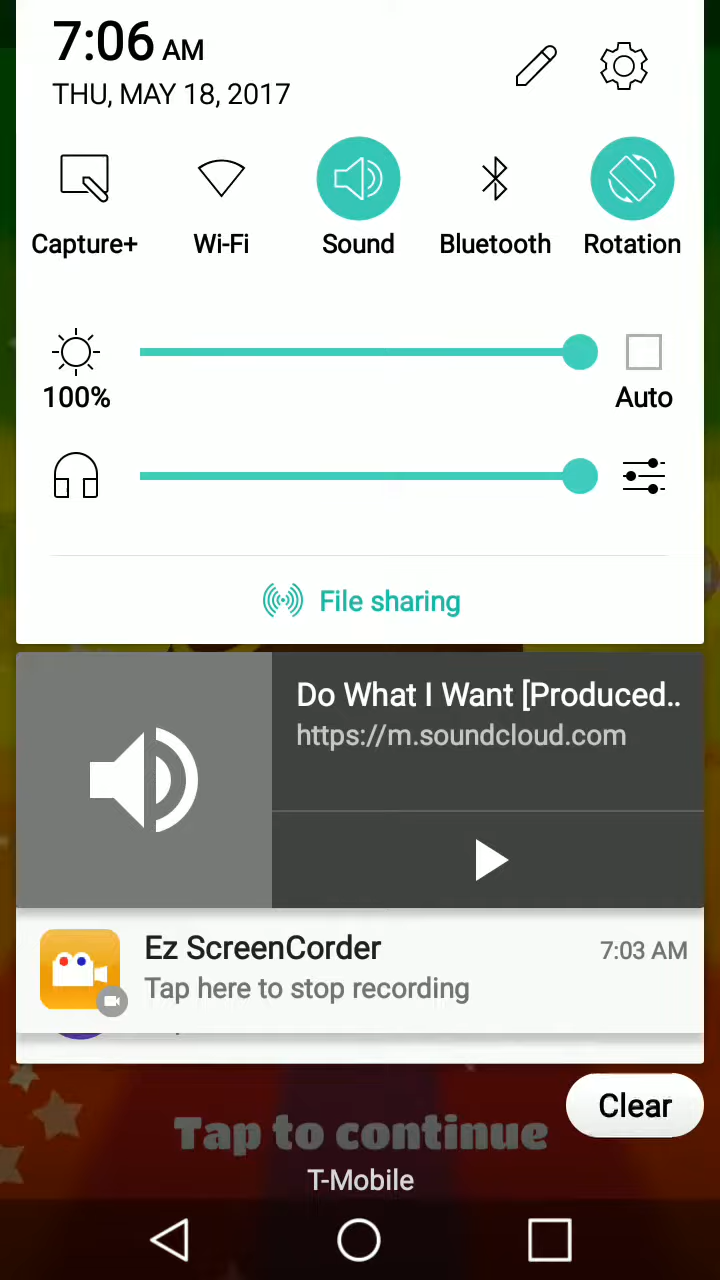 7:06 AM
THU, MAY 18, 2017
Capture+ Wi-Fi Sound Bluetooth Rotation
100% Auto
File sharing
Do What I Want [Produced..
https://m.soundcloud.com
Ez ScreenCorder 7:03 AM
Tap here to stop recording
Clear
Tap to continue
T-Mobile